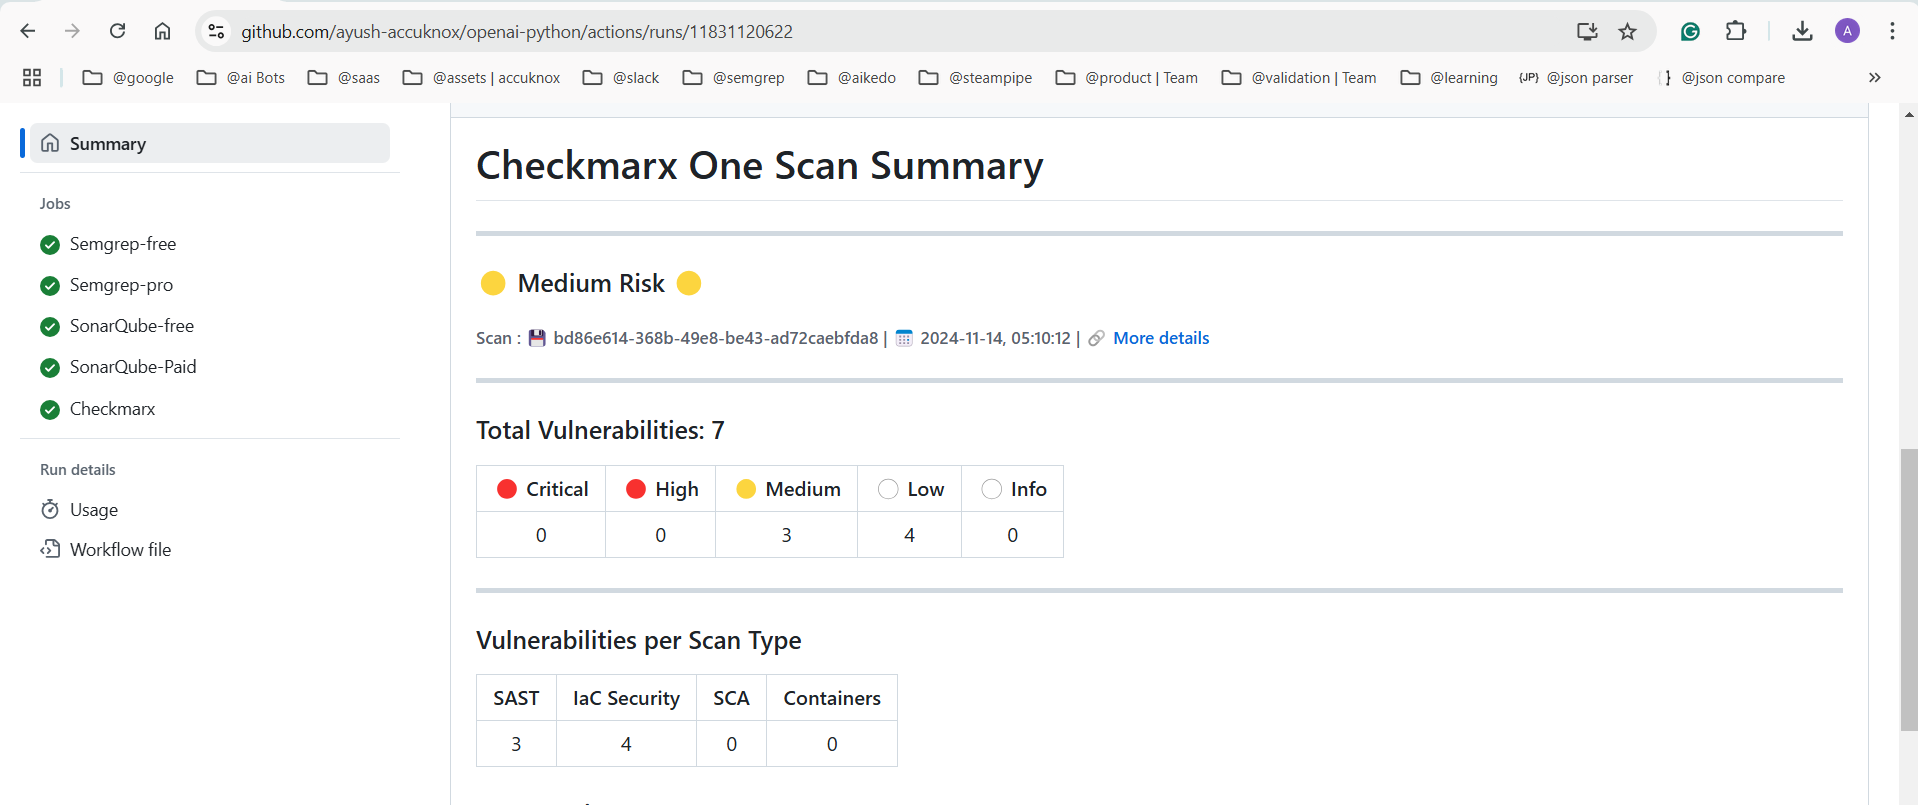 github.com/ayush-accuknox/openai-python/actions/runs/11831120622
A
@google @ai Bots @saas @assets | accuknox @slack @semgrep @aikedo @steampipe @product | Team @validation | Team @learning {JP} @json parser @json compare
Summary
Jobs
Semgrep-free
Semgrep-pro
SonarQube-free
SonarQube-Paid
Checkmarx
Run details
Usage
Workflow file
Checkmarx One Scan Summary
Medium Risk
Scan : bd86e614-368b-49e8-be43-ad72caebfda8 | 2024-11-14, 05:10:12 | More details
Total Vulnerabilities: 7
Critical High Medium Low Info
0 0 3 4 0
Vulnerabilities per Scan Type
SAST IaC Security SCA Containers
3 4 0 0